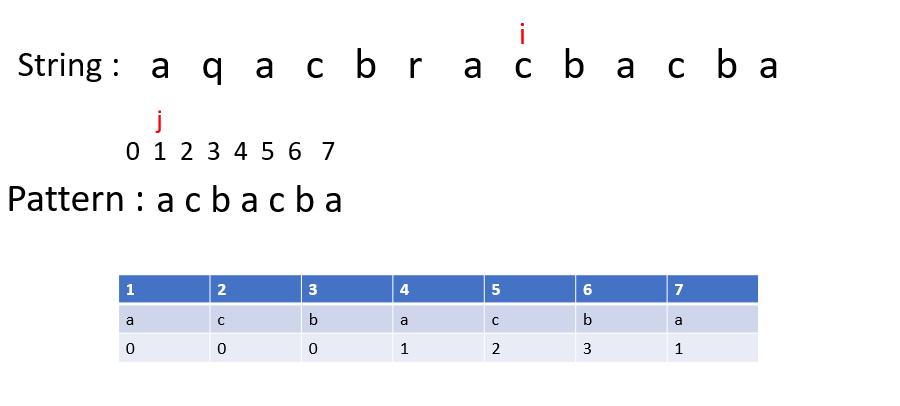 i
String : a q a c b r a c b a c b a
j
0 1 2 3 4 5 6 7
Pattern : a c b a c b a
1 2 3 4 5 6 7
a c b a c b a
0 0 0 1 2 3 1